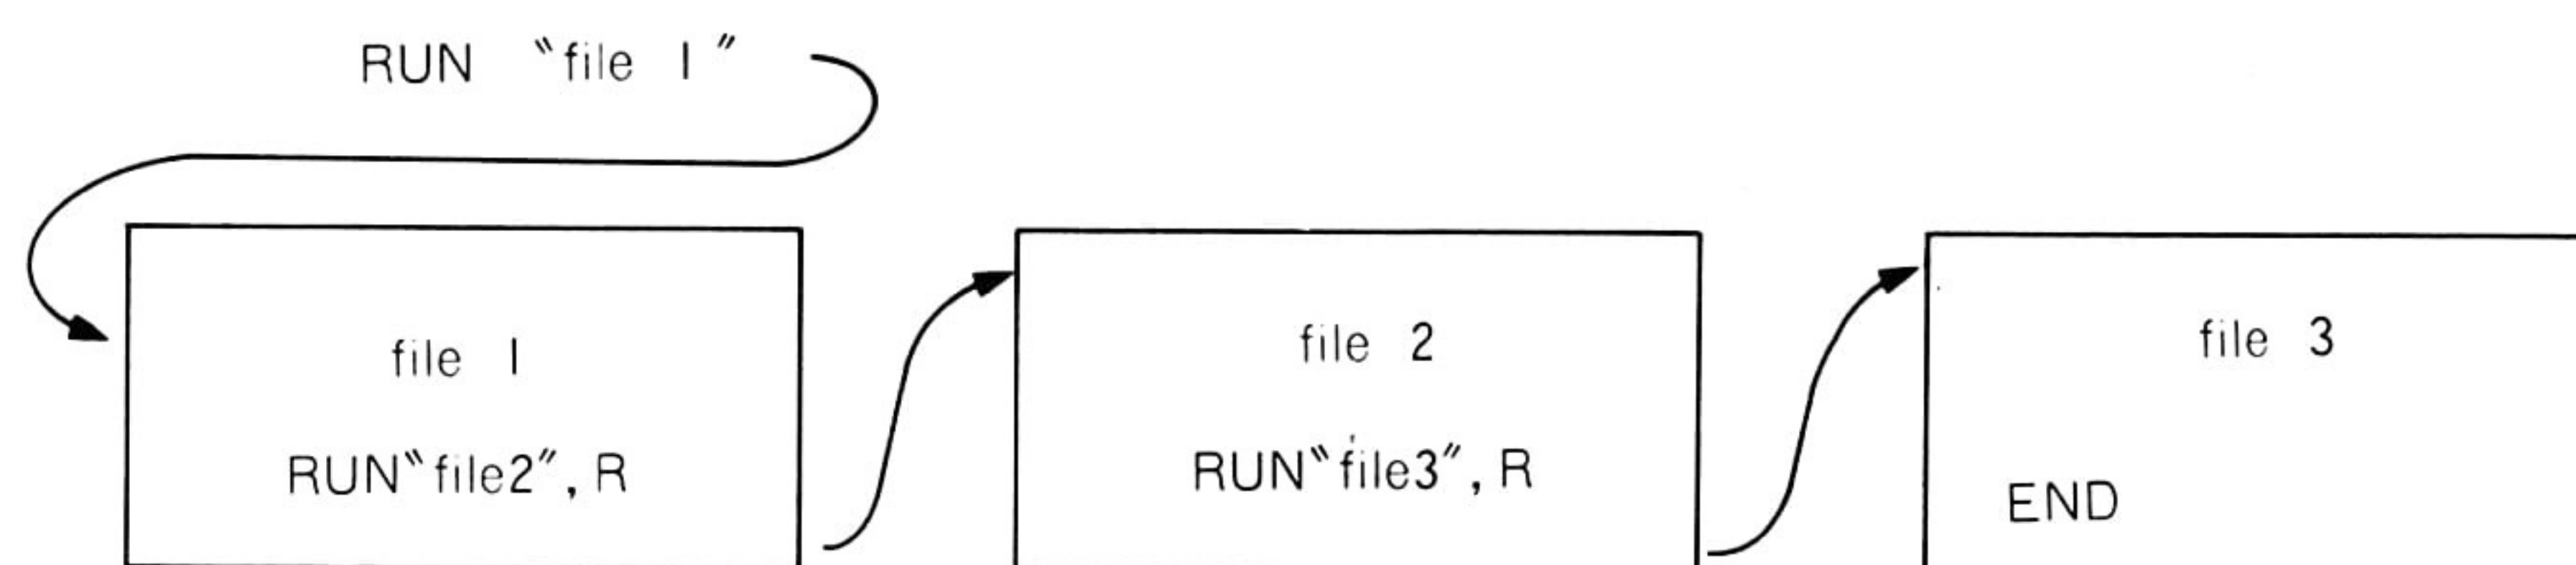 RUN "file 1"
file 1
RUN"file2", R
file 2
RUN"file3", R
file 3
END